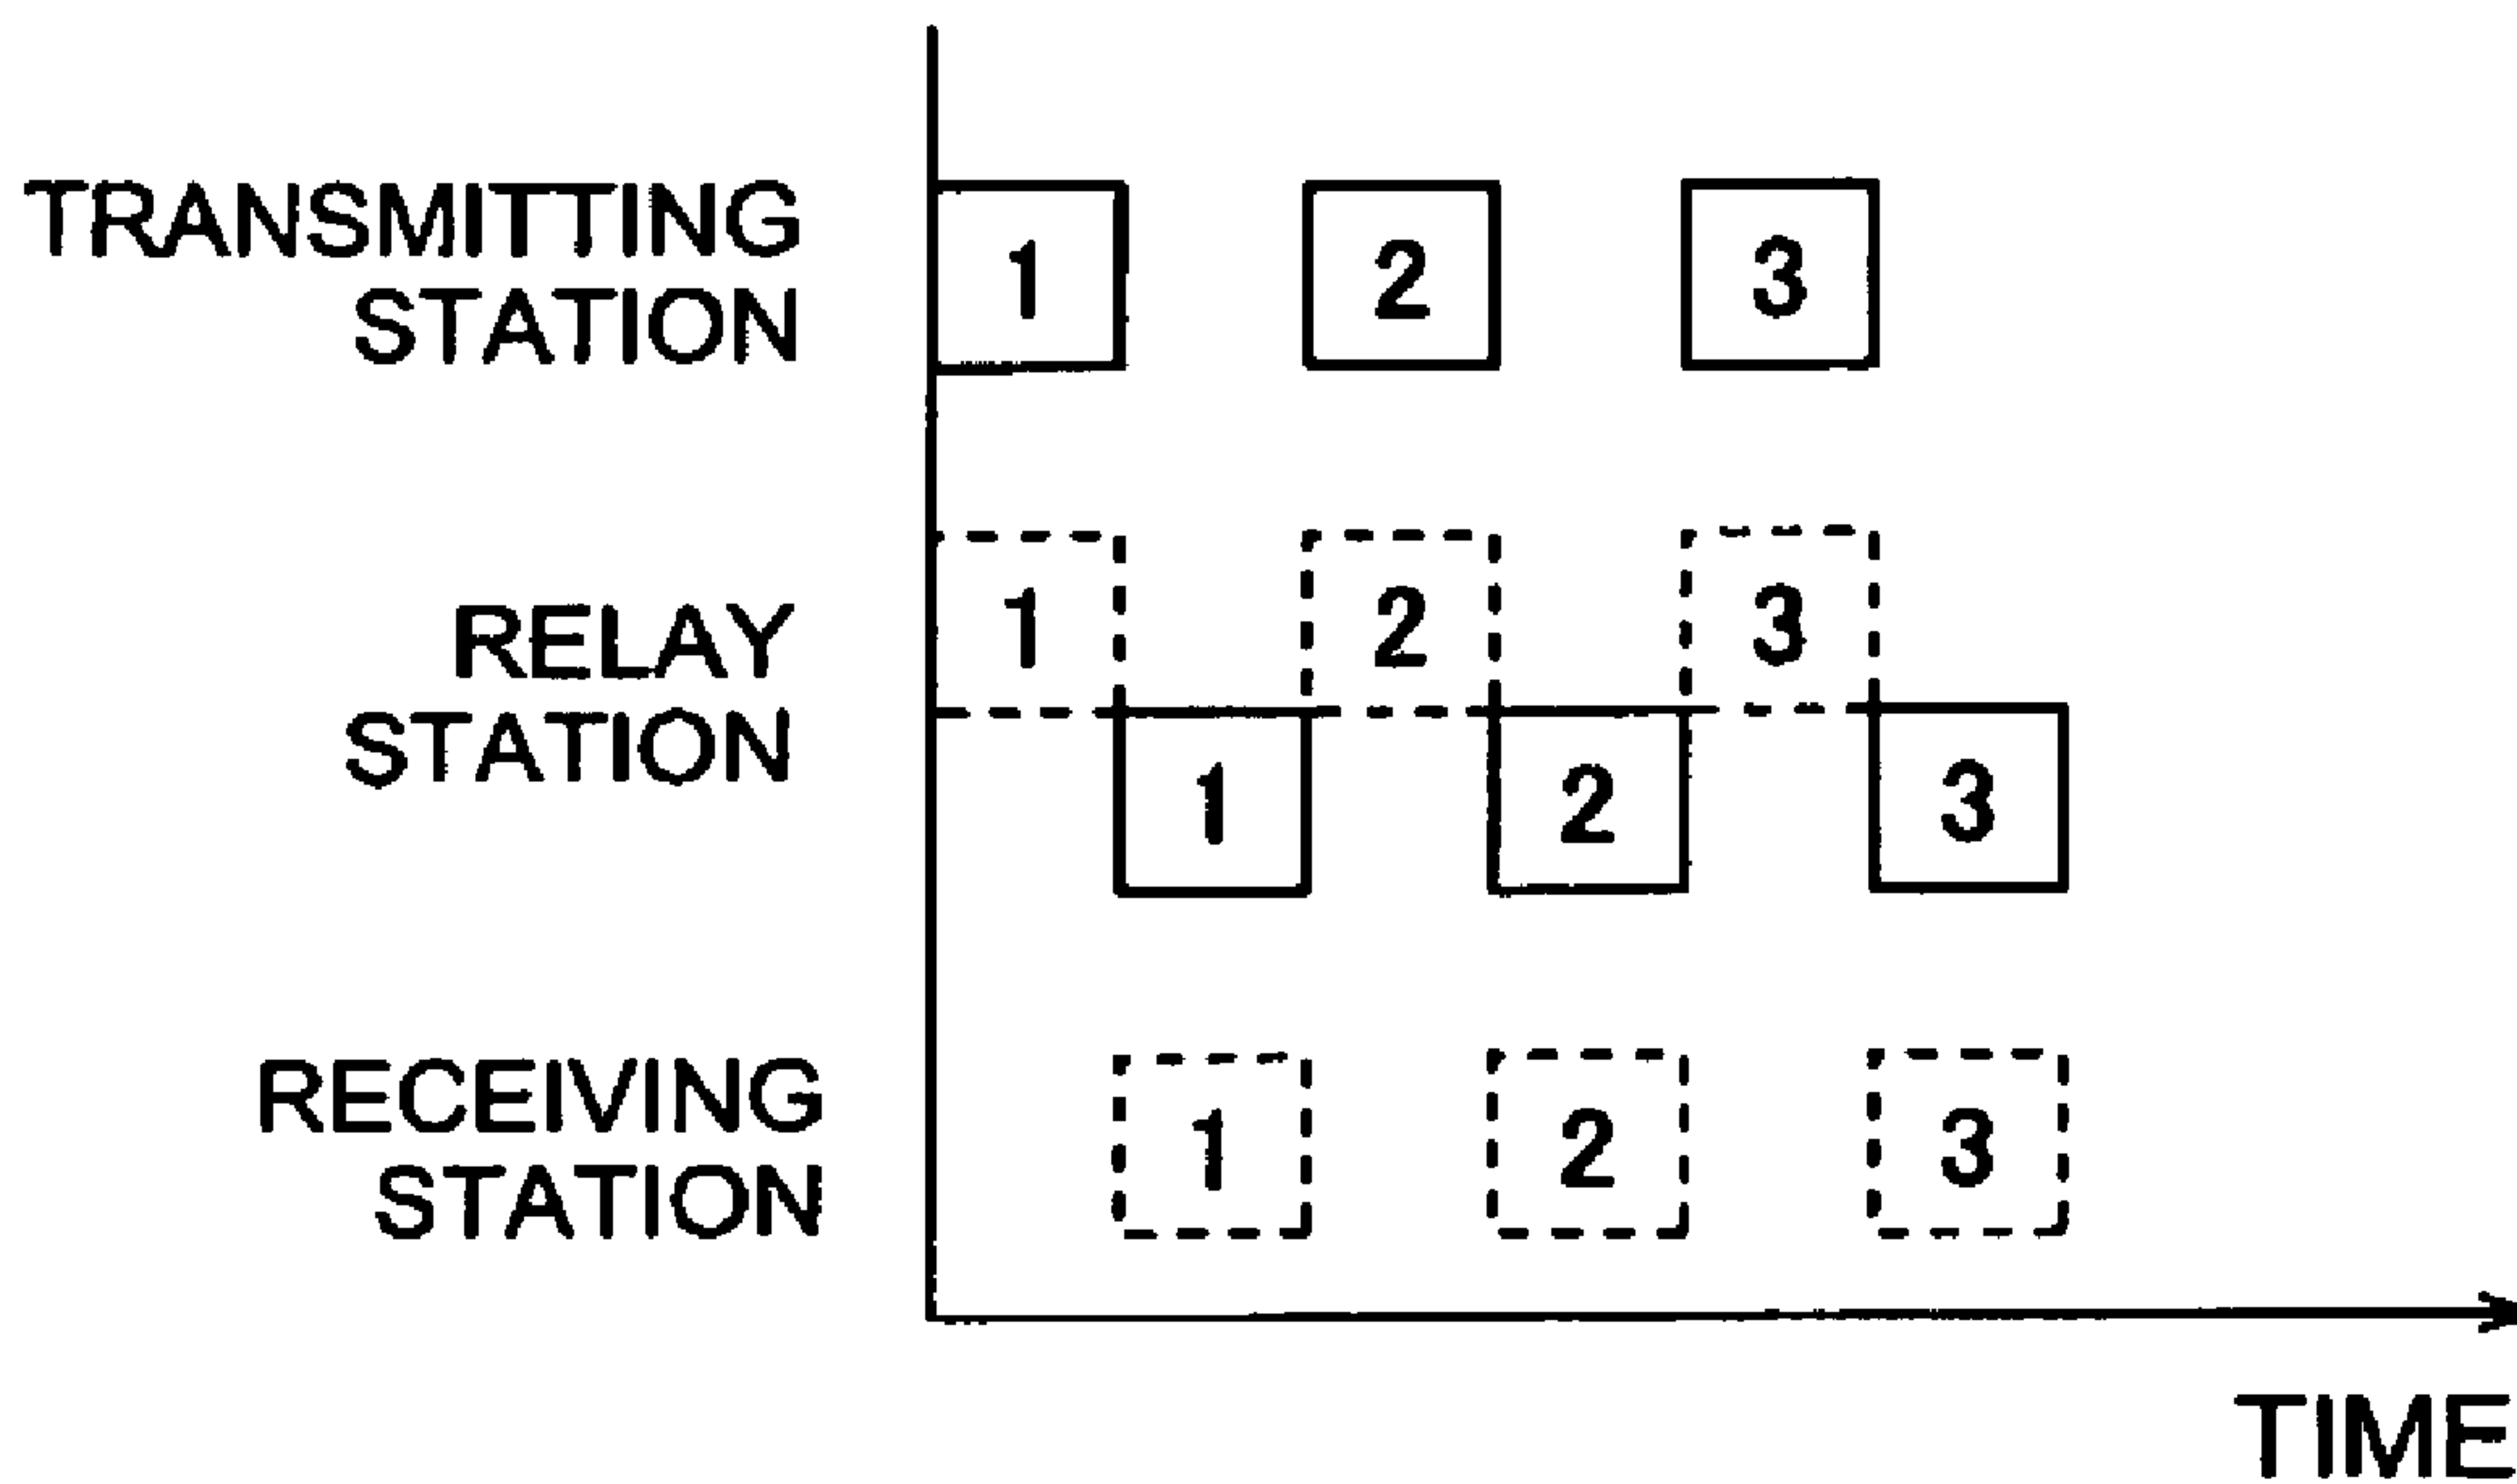 TRANSMITTING
STATION
1 2 3
RELAY
STATION
1 2 3
1 2 3
RECEIVING
STATION
1 2 3
TIME